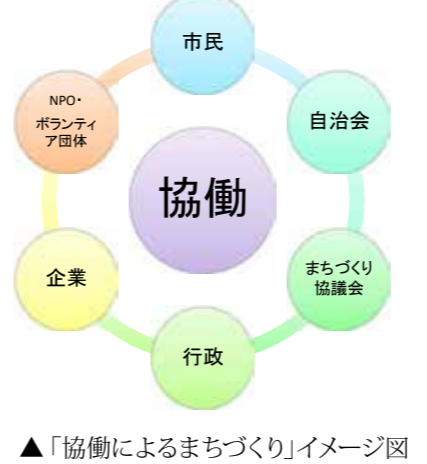 市民
自治会
まちづくり
協議会
行政
企業
NPO・
ボランティ
ア団体
協働
▲「協働によるまちづくり」イメージ図